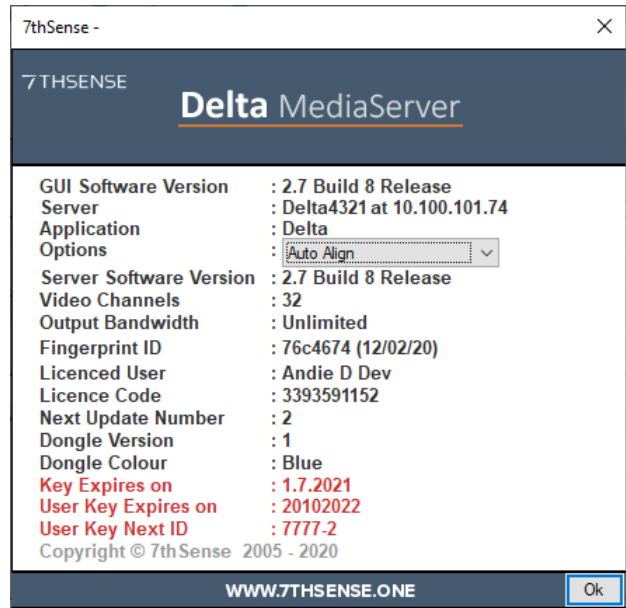 7thSense -
7THSENSE
Delta MediaServer
GUI Software Version : 2.7 Build 8 Release
Server : Delta4321 at 10.100.101.74
Application : Delta
Options : Auto Align
Server Software Version : 2.7 Build 8 Release
Video Channels : 32
Output Bandwidth : Unlimited
Fingerprint ID : 76c4674 (12/02/20)
Licenced User : Andie D Dev
Licence Code : 3393591152
Next Update Number : 2
Dongle Version : 1
Dongle Colour : Blue
Key Expires on : 1.7.2021
User Key Expires on : 20102022
User Key Next ID : 7777-2
Copyright © 7thSense 2005 - 2020
WWW.7THSENSE.ONE Ok